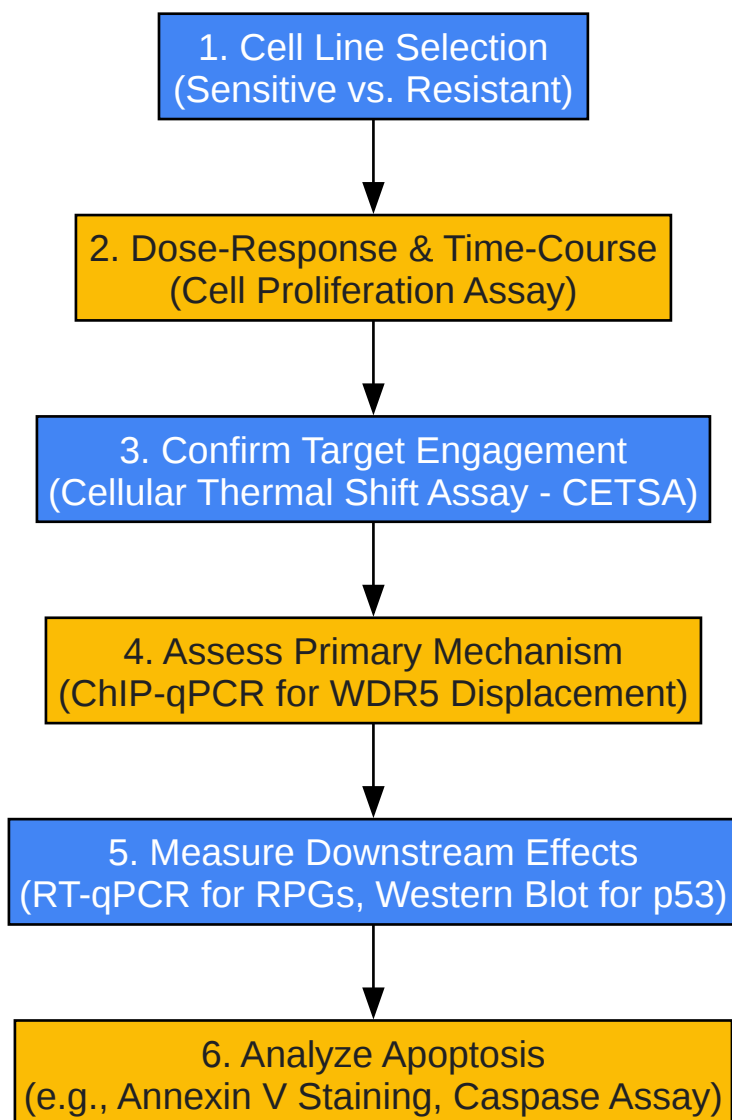 1. Cell Line Selection
(Sensitive vs. Resistant)
2. Dose-Response & Time-Course
(Cell Proliferation Assay)
3. Confirm Target Engagement
(Cellular Thermal Shift Assay - CETSA)
4. Assess Primary Mechanism
(ChIP-qPCR for WDR5 Displacement)
5. Measure Downstream Effects
(RT-qPCR for RPGs, Western Blot for p53)
6. Analyze Apoptosis
(e.g., Annexin V Staining, Caspase Assay)